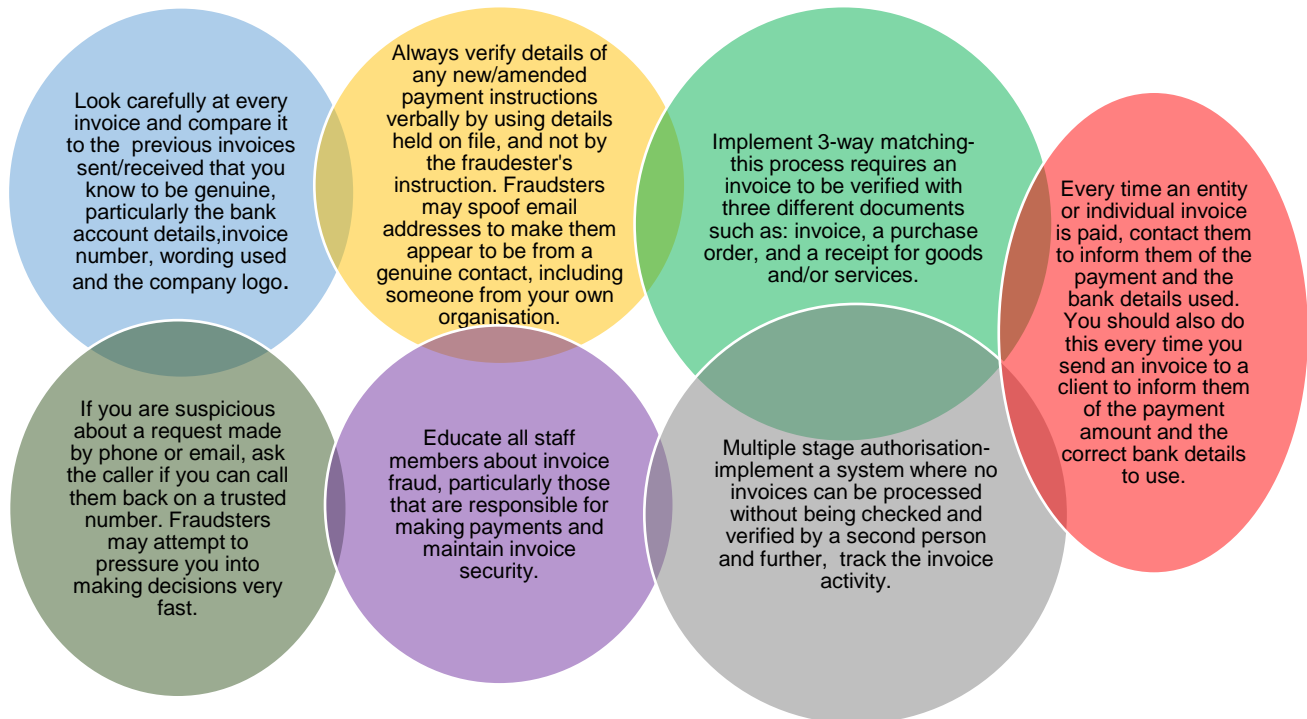 Look carefully at every
invoice and compare it
to the  previous invoices
sent/received that you
know to be genuine,
particularly the bank
account details,invoice
number, wording used
and the company logo.
Always verify details of
any new/amended
payment instructions
verbally by using details
held on file, and not by
the fraudester's
instruction. Fraudsters
may spoof email
addresses to make them
appear to be from a
genuine contact, including
someone from your own
organisation.
Implement 3-way matching-
this process requires an
invoice to be verified with
three different documents
such as: invoice, a purchase
order, and a receipt for goods
and/or services.
Every time an entity
or individual invoice
is paid, contact them
to inform them of the
payment and the
bank details used.
You should also do
this every time you
send an invoice to a
client to inform them
of the payment
amount and the
correct bank details
to use.
If you are suspicious
about a request made
by phone or email, ask
the caller if you can call
them back on a trusted
number. Fraudsters
may attempt to
pressure you into
making decisions very
fast.
Educate all staff
members about invoice
fraud, particularly those
that are responsible for
making payments and
maintain invoice
security.
Multiple stage authorisation-
implement a system where no
invoices can be processed
without being checked and
verified by a second person
and further,  track the invoice
activity.